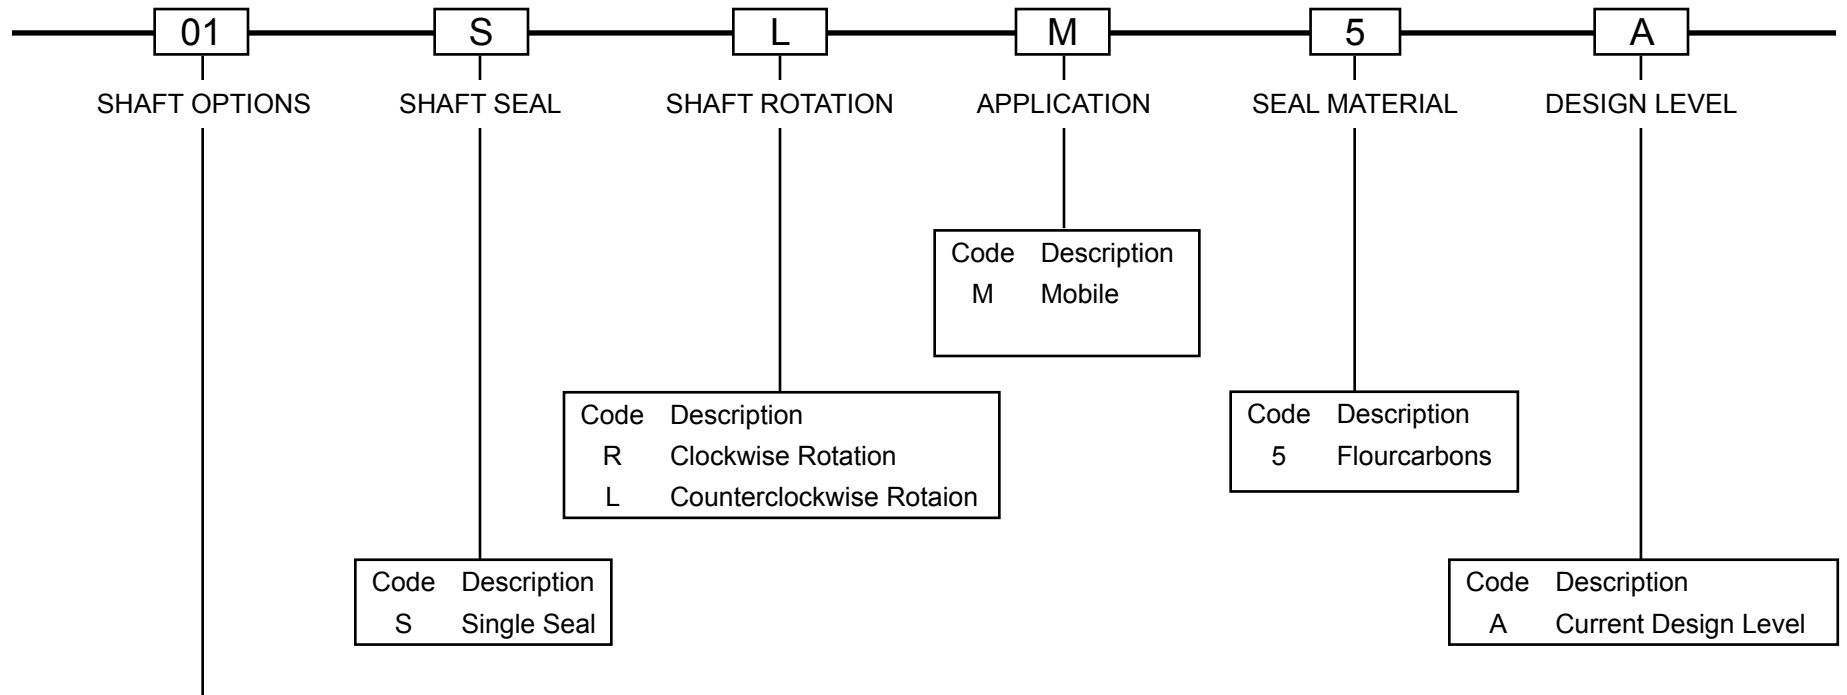 01 S L M 5 A
SHAFT OPTIONS SHAFT SEAL SHAFT ROTATION APPLICATION SEAL MATERIAL DESIGN LEVEL
Code Description
M Mobile
Code Description
R Clockwise Rotation
L Counterclockwise Rotaion
Code Description
5 Flourcarbons
Code Description
S Single Seal
Code Description
A Current Design Level